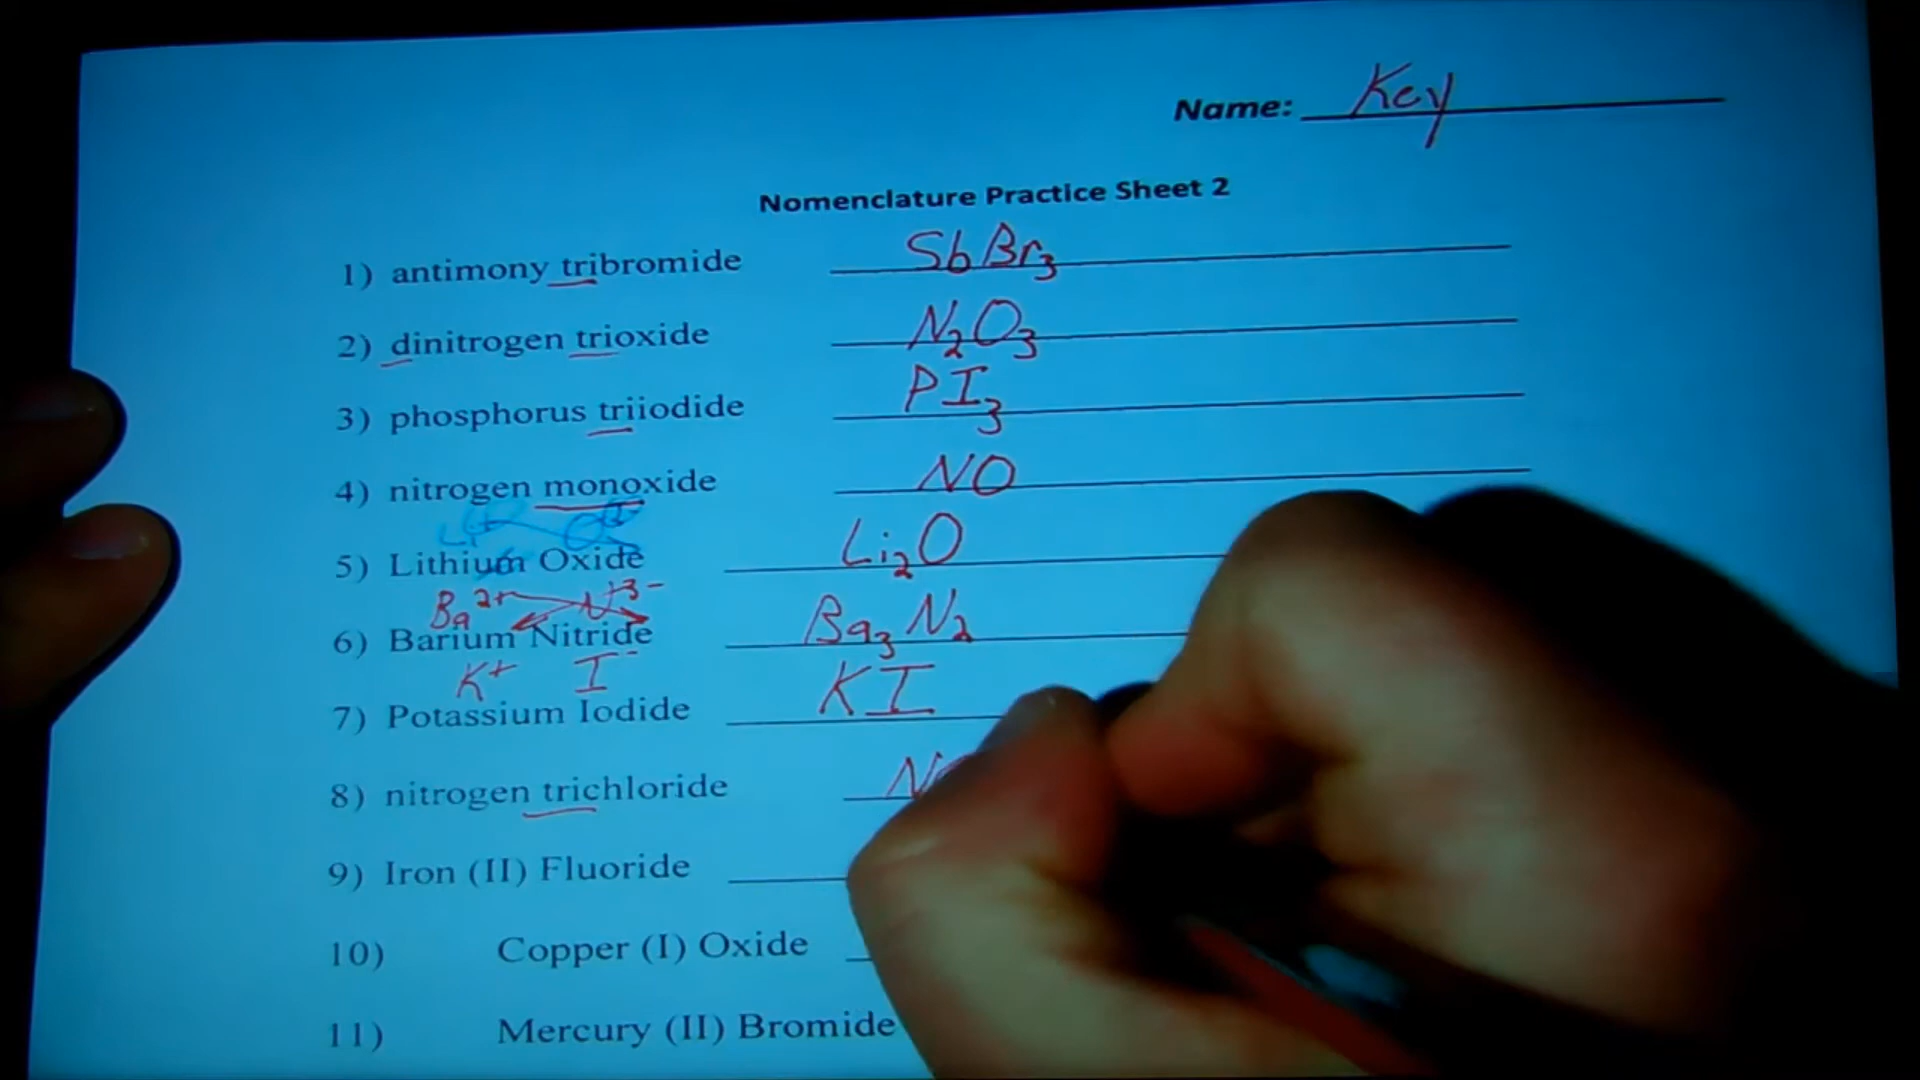 Name: Key
Nomenclature Practice Sheet 2
1) antimony tribromide SbBr3
2) dinitrogen trioxide N2O3
3) phosphorus triiodide PI3
4) nitrogen monoxide NO
5) Lithium Oxide Li2O
Ba2+ N3-
6) Barium Nitride Ba3N2
K+ I-
7) Potassium Iodide KI
8) nitrogen trichloride N
9) Iron (II) Fluoride
10) Copper (I) Oxide
11) Mercury (II) Bromide